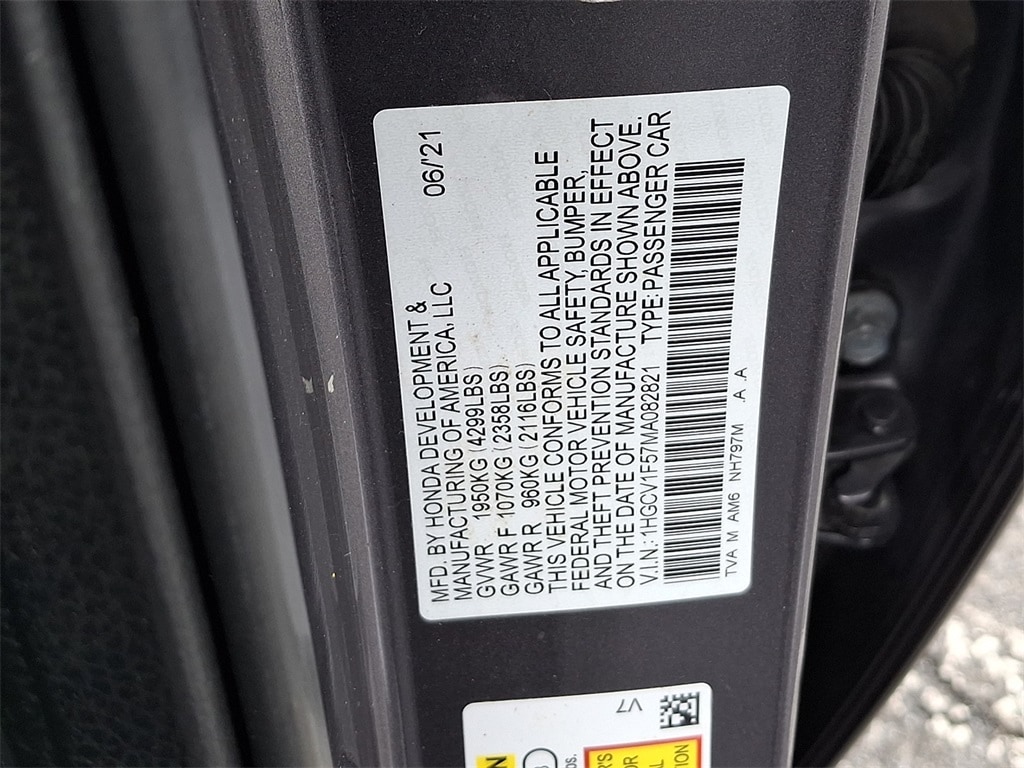 MFD. BY HONDA DEVELOPMENT &
MANUFACTURING OF AMERICA, LLC 06/'21
GVWR 1950KG (4299LBS)
GAWR F 1070KG (2358LBS)
GAWR R 960KG (2116LBS)
THIS VEHICLE CONFORMS TO ALL APPLICABLE
FEDERAL MOTOR VEHICLE SAFETY, BUMPER,
AND THEFT PREVENTION STANDARDS IN EFFECT
ON THE DATE OF MANUFACTURE SHOWN ABOVE.
V.I.N.: 1HGCV1F57MA082821 TYPE:PASSENGER CAR
TVA M AM6 NH797M .A .A
V7